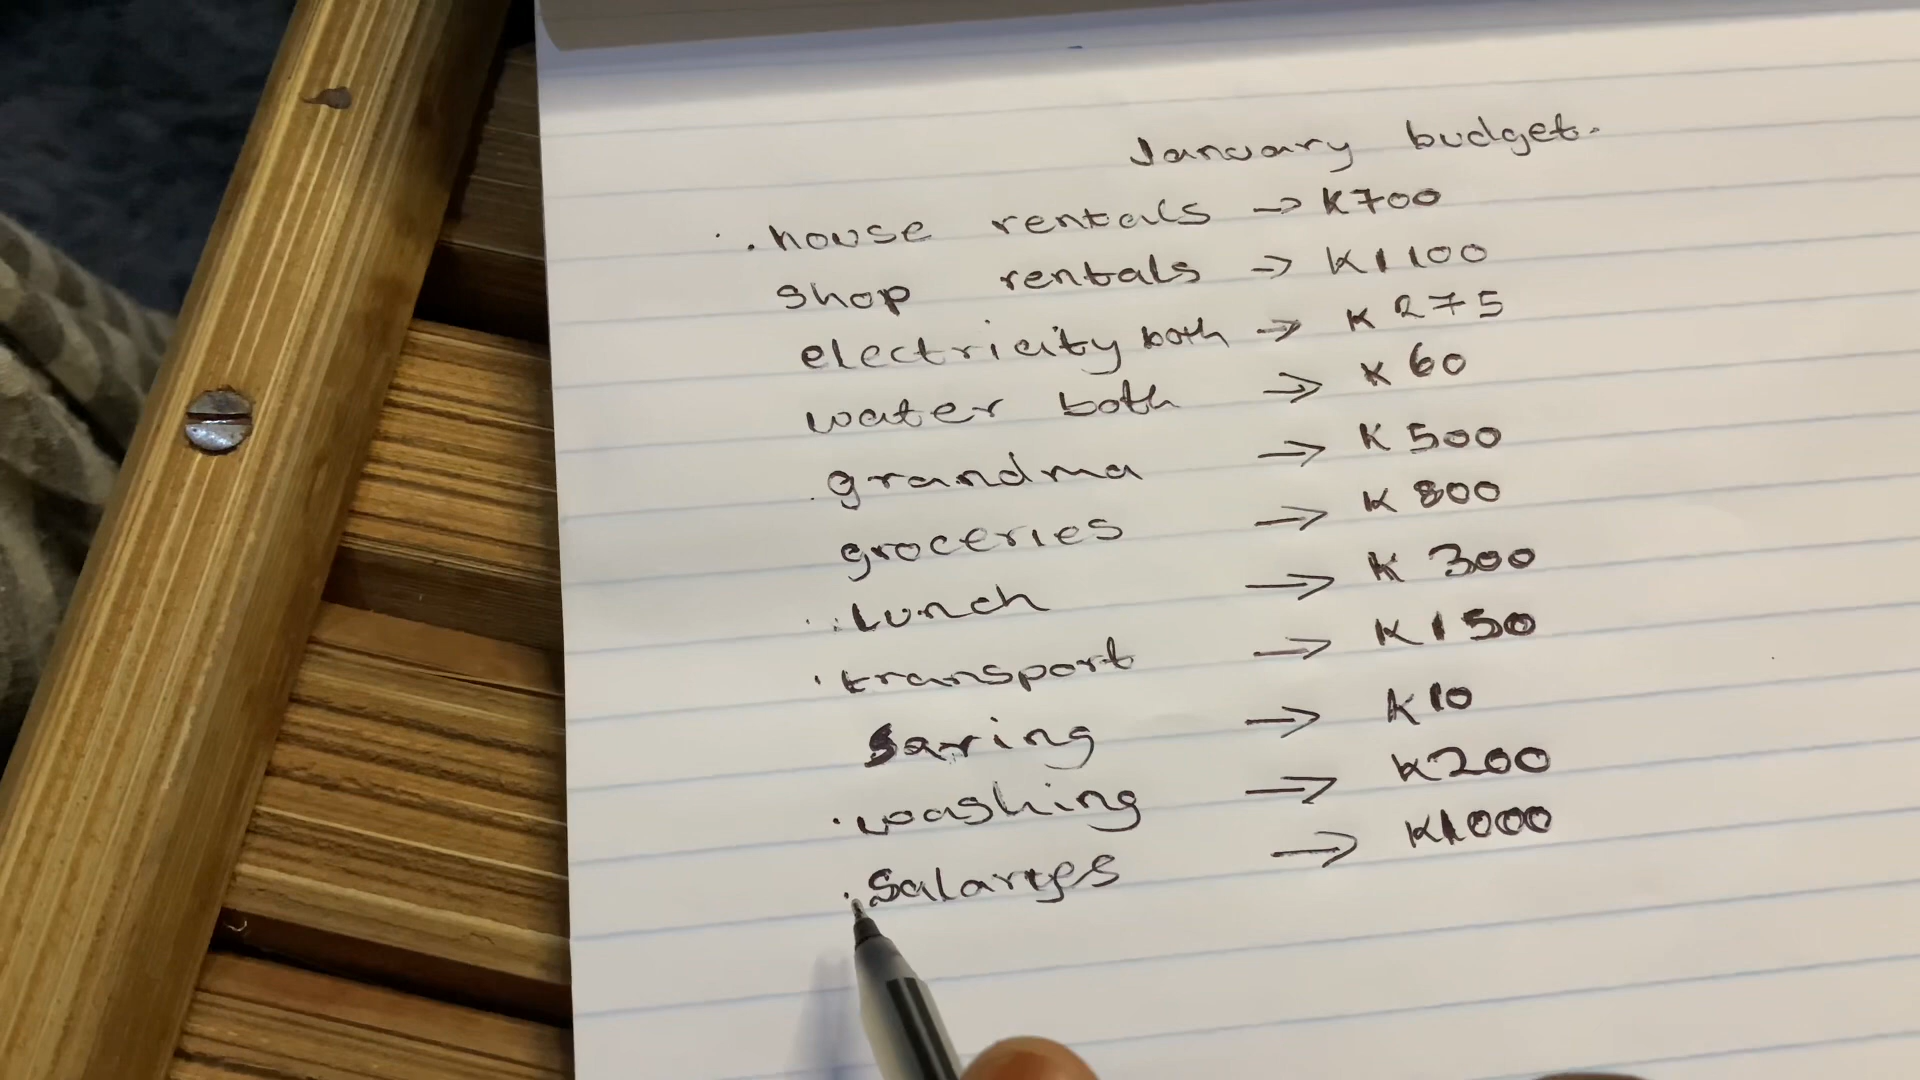 January budget.
house rentals → K700
shop rentals → K1100
electricity both → K275
water both → K60
grandma → K500
groceries → K800
lunch → K300
transport → K150
saving → K10
washing → K200
Salaryes → K1000